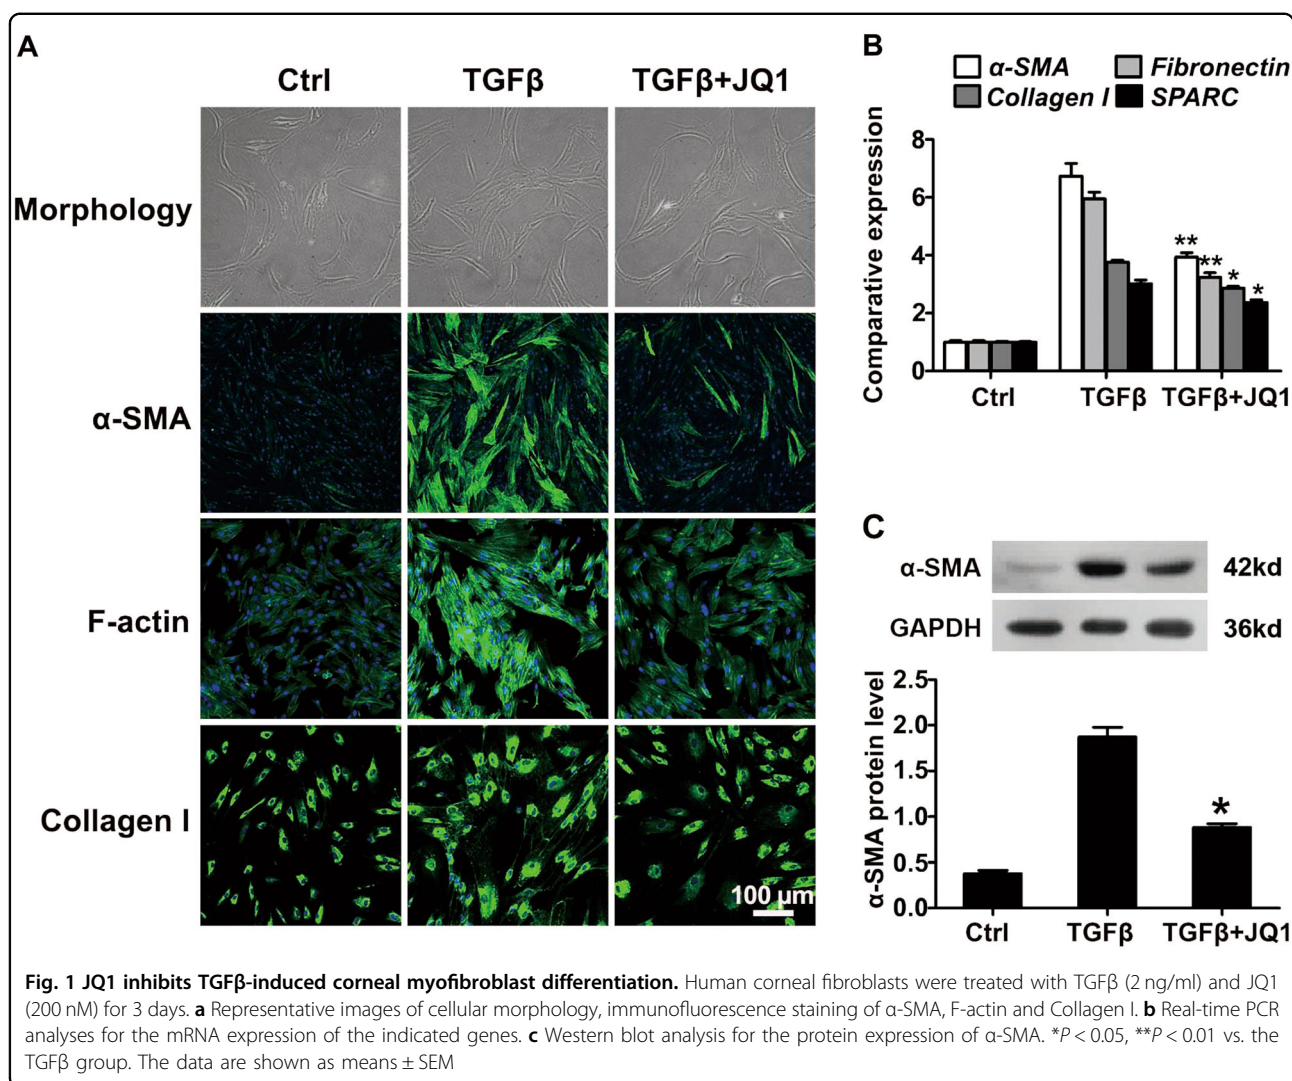 A
Ctrl TGFβ TGFβ+JQ1
Morphology
α-SMA
F-actin
Collagen I
100 µm
B
α-SMA Fibronectin
Collagen I SPARC
Comparative expression
8
6
4
2
0
** ** * *
Ctrl TGFβ TGFβ+JQ1
C
α-SMA 42kd
GAPDH 36kd
α-SMA protein level
2.5
2.0
1.5
1.0
0.5
0.0
*
Ctrl TGFβ TGFβ+JQ1
Fig. 1 JQ1 inhibits TGFβ-induced corneal myofibroblast differentiation. Human corneal fibroblasts were treated with TGFβ (2 ng/ml) and JQ1
(200 nM) for 3 days. a Representative images of cellular morphology, immunofluorescence staining of α-SMA, F-actin and Collagen I. b Real-time PCR
analyses for the mRNA expression of the indicated genes. c Western blot analysis for the protein expression of α-SMA. *P < 0.05, **P < 0.01 vs. the
TGFβ group. The data are shown as means ± SEM